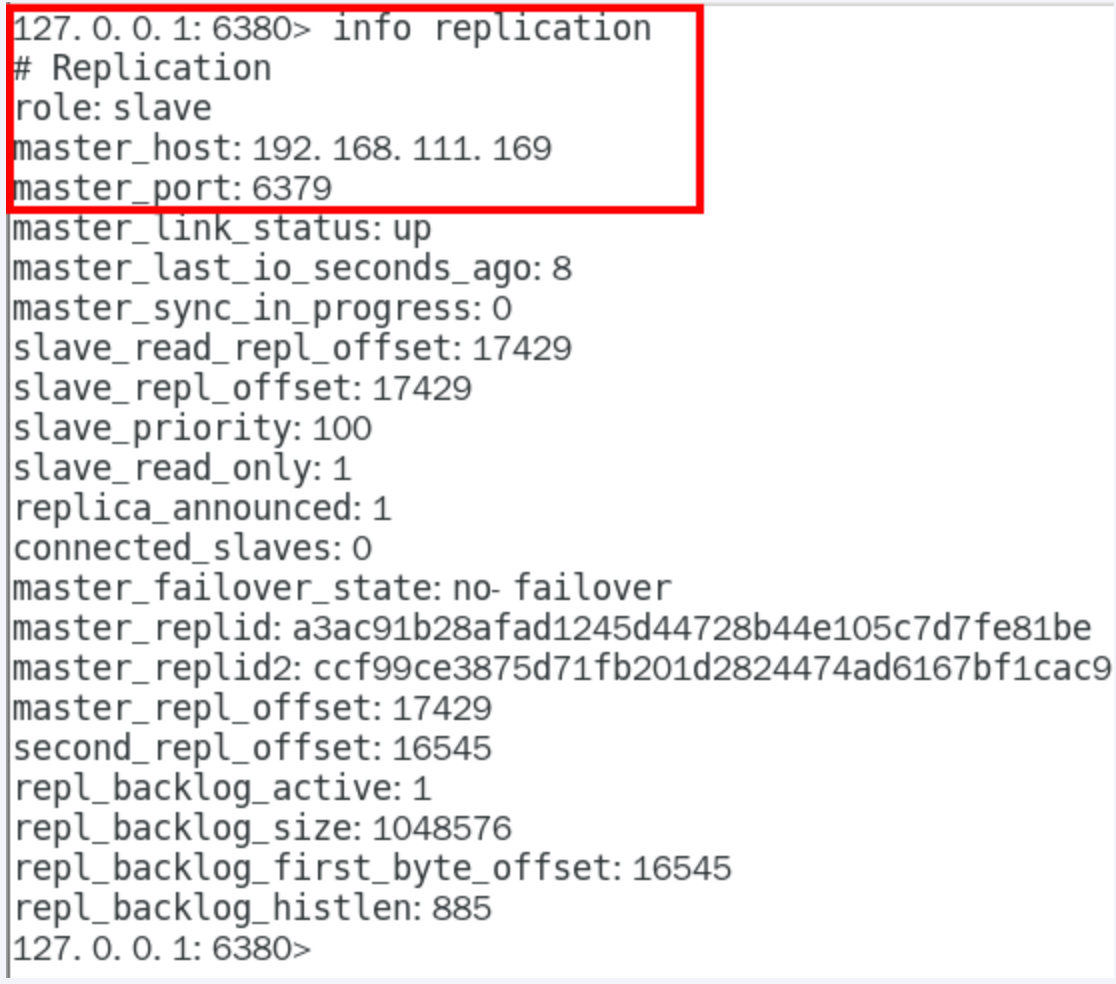 127. 0. 0. 1: 6380> info replication
# Replication
role: slave
master_host: 192. 168. 111. 169
master_port: 6379
master_link_status: up
master_last_io_seconds_ago: 8
master_sync_in_progress: 0
slave_read_repl_offset: 17429
slave_repl_offset: 17429
slave_priority: 100
slave_read_only: 1
replica_announced: 1
connected_slaves: 0
master_failover_state: no- failover
master_replid: a3ac91b28afad1245d44728b44e105c7d7fe81be
master_replid2: ccf99ce3875d71fb201d2824474ad6167bf1cac9
master_repl_offset: 17429
second_repl_offset: 16545
repl_backlog_active: 1
repl_backlog_size: 1048576
repl_backlog_first_byte_offset: 16545
repl_backlog_histlen: 885
127. 0. 0. 1: 6380>